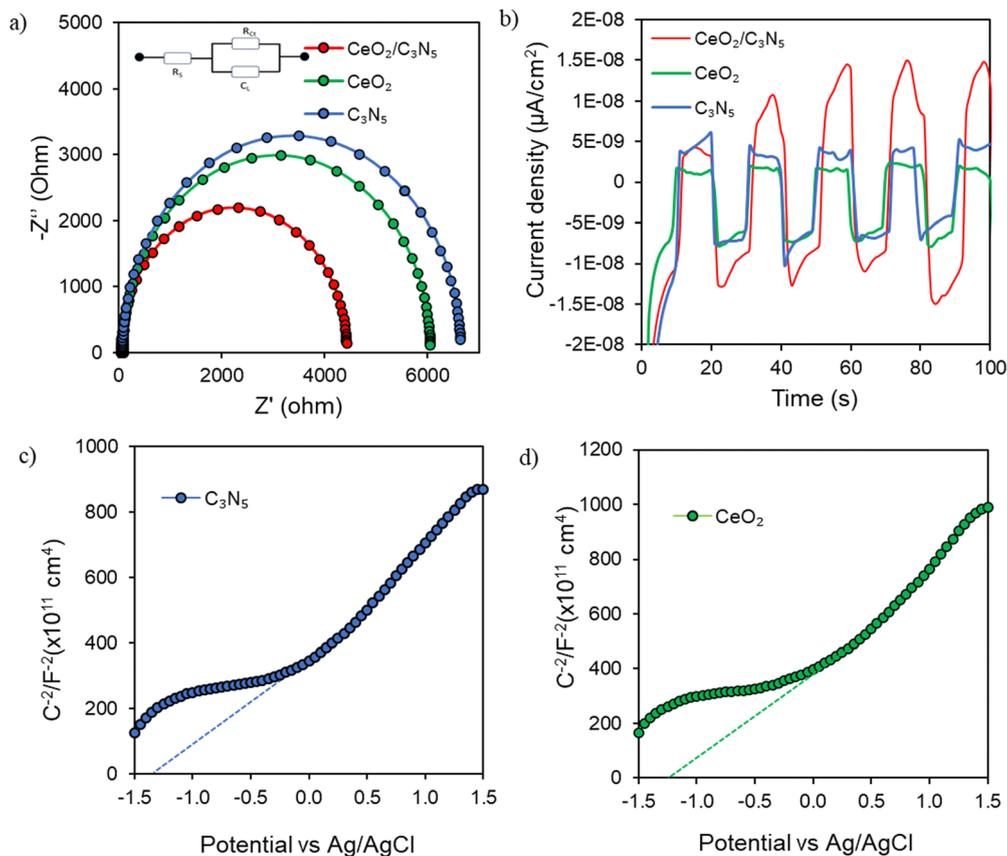 a)
5000
4000
3000
2000
1000
0
-Z'' (Ohm)
R_S
R_Ct
C_L
CeO₂/C₃N₅
CeO₂
C₃N₅
0
2000
4000
6000
Z' (ohm)
b)
2E-08
1.5E-08
1E-08
5E-09
0
-5E-09
-1E-08
-1.5E-08
-2E-08
Current density (µA/cm²)
CeO₂/C₃N₅
CeO₂
C₃N₅
0
20
40
60
80
100
Time (s)
c)
1000
800
600
400
200
0
C⁻²/F⁻²(x10¹¹ cm⁴)
C₃N₅
-1.5
-1.0
-0.5
0.0
0.5
1.0
1.5
Potential vs Ag/AgCl
d)
1200
1000
800
600
400
200
0
C⁻²/F⁻²(x10¹¹ cm⁴)
CeO₂
-1.5
-1.0
-0.5
0.0
0.5
1.0
1.5
Potential vs Ag/AgCl